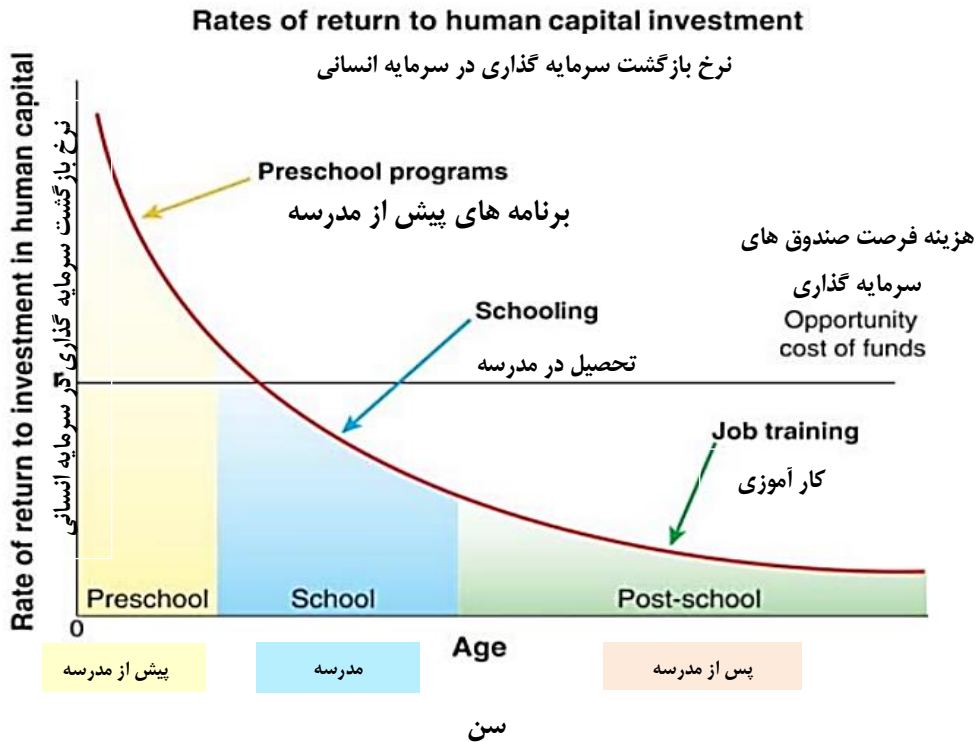 Rates of return to human capital investment
نرخ بازگشت سرمایه گذاری در سرمایه انسانی
Rate of return to investment in human capital
نرخ بازگشت سرمایه گذاری در سرمایه انسانی
Preschool programs
برنامه های پیش از مدرسه
هزینه فرصت صندوق های
سرمایه گذاری
Opportunity
cost of funds
Schooling
تحصیل در مدرسه
Job training
کار آموزی
Preschool
School
Post-school
0
Age
پیش از مدرسه
مدرسه
پس از مدرسه
سن